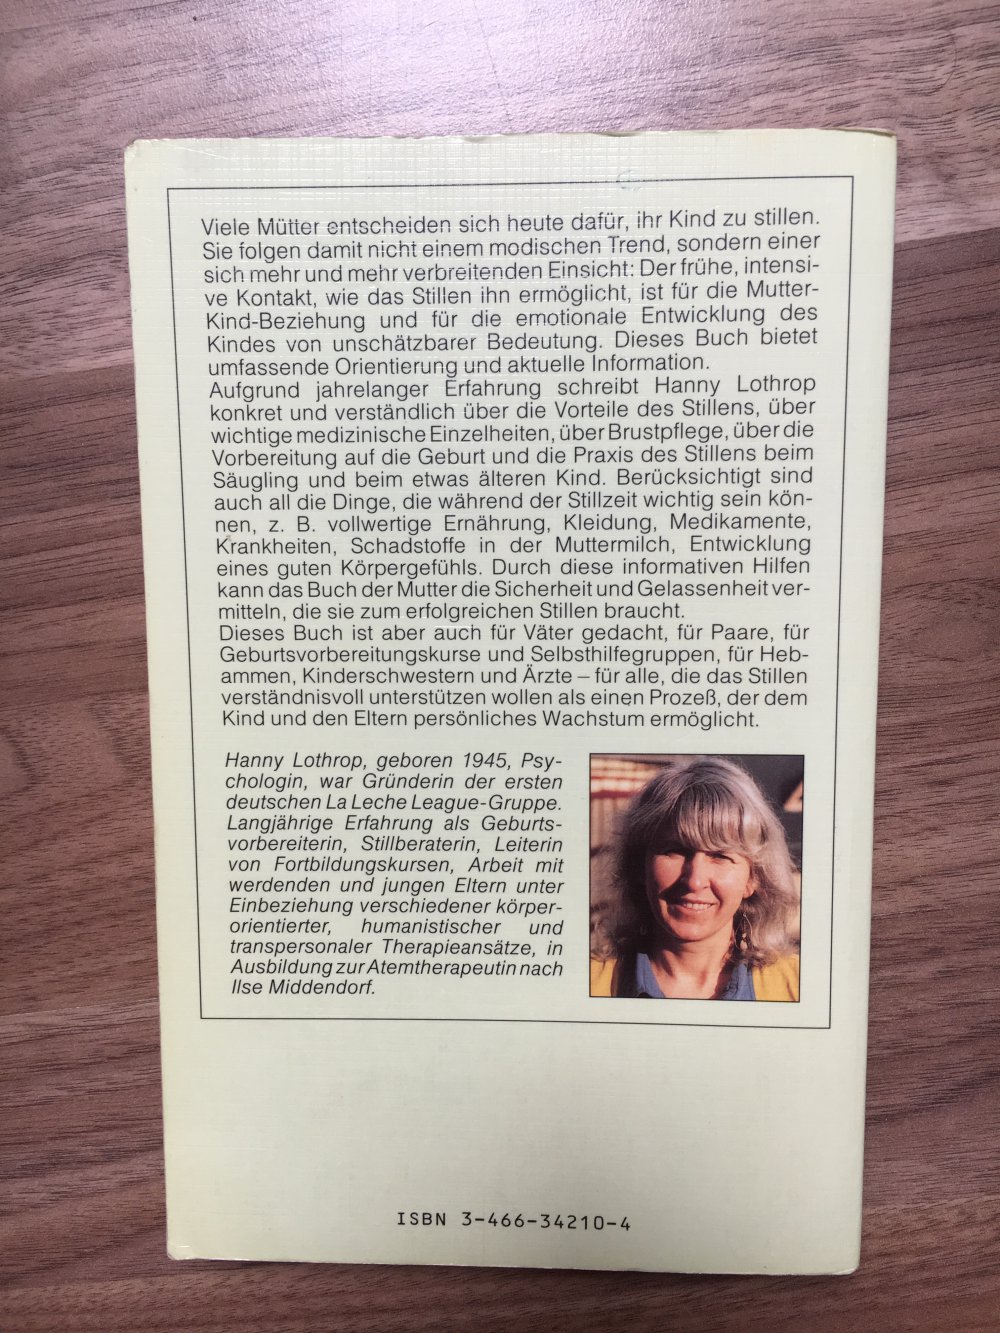 Viele Mütter entscheiden sich heute dafür, ihr Kind zu stillen.
Sie folgen damit nicht einem modischen Trend, sondern einer
sich mehr und mehr verbreitenden Einsicht: Der frühe, intensi-
ve Kontakt, wie das Stillen ihn ermöglicht, ist für die Mutter-
Kind-Beziehung und für die emotionale Entwicklung des
Kindes von unschätzbarer Bedeutung. Dieses Buch bietet
umfassende Orientierung und aktuelle Information.
Aufgrund jahrelanger Erfahrung schreibt Hanny Lothrop
konkret und verständlich über die Vorteile des Stillens, über
wichtige medizinische Einzelheiten, über Brustpflege, über die
Vorbereitung auf die Geburt und die Praxis des Stillens beim
Säugling und beim etwas älteren Kind. Berücksichtigt sind
auch all die Dinge, die während der Stillzeit wichtig sein kön-
nen, z. B. vollwertige Ernährung, Kleidung, Medikamente,
Krankheiten, Schadstoffe in der Muttermilch, Entwicklung
eines guten Körpergefühls. Durch diese informativen Hilfen
kann das Buch der Mutter die Sicherheit und Gelassenheit ver-
mitteln, die sie zum erfolgreichen Stillen braucht.
Dieses Buch ist aber auch für Väter gedacht, für Paare, für
Geburtsvorbereitungskurse und Selbsthilfegruppen, für Heb-
ammen, Kinderschwestern und Ärzte – für alle, die das Stillen
verständnisvoll unterstützen wollen als einen Prozeß, der dem
Kind und den Eltern persönliches Wachstum ermöglicht.
Hanny Lothrop, geboren 1945, Psy-
chologin, war Gründerin der ersten
deutschen La Leche League-Gruppe.
Langjährige Erfahrung als Geburts-
vorbereiterin, Stillberaterin, Leiterin
von Fortbildungskursen, Arbeit mit
werdenden und jungen Eltern unter
Einbeziehung verschiedener körper-
orientierter, humanistischer und
transpersonaler Therapieansätze, in
Ausbildung zur Atemtherapeutin nach
Ilse Middendorf.
ISBN 3-466-34210-4